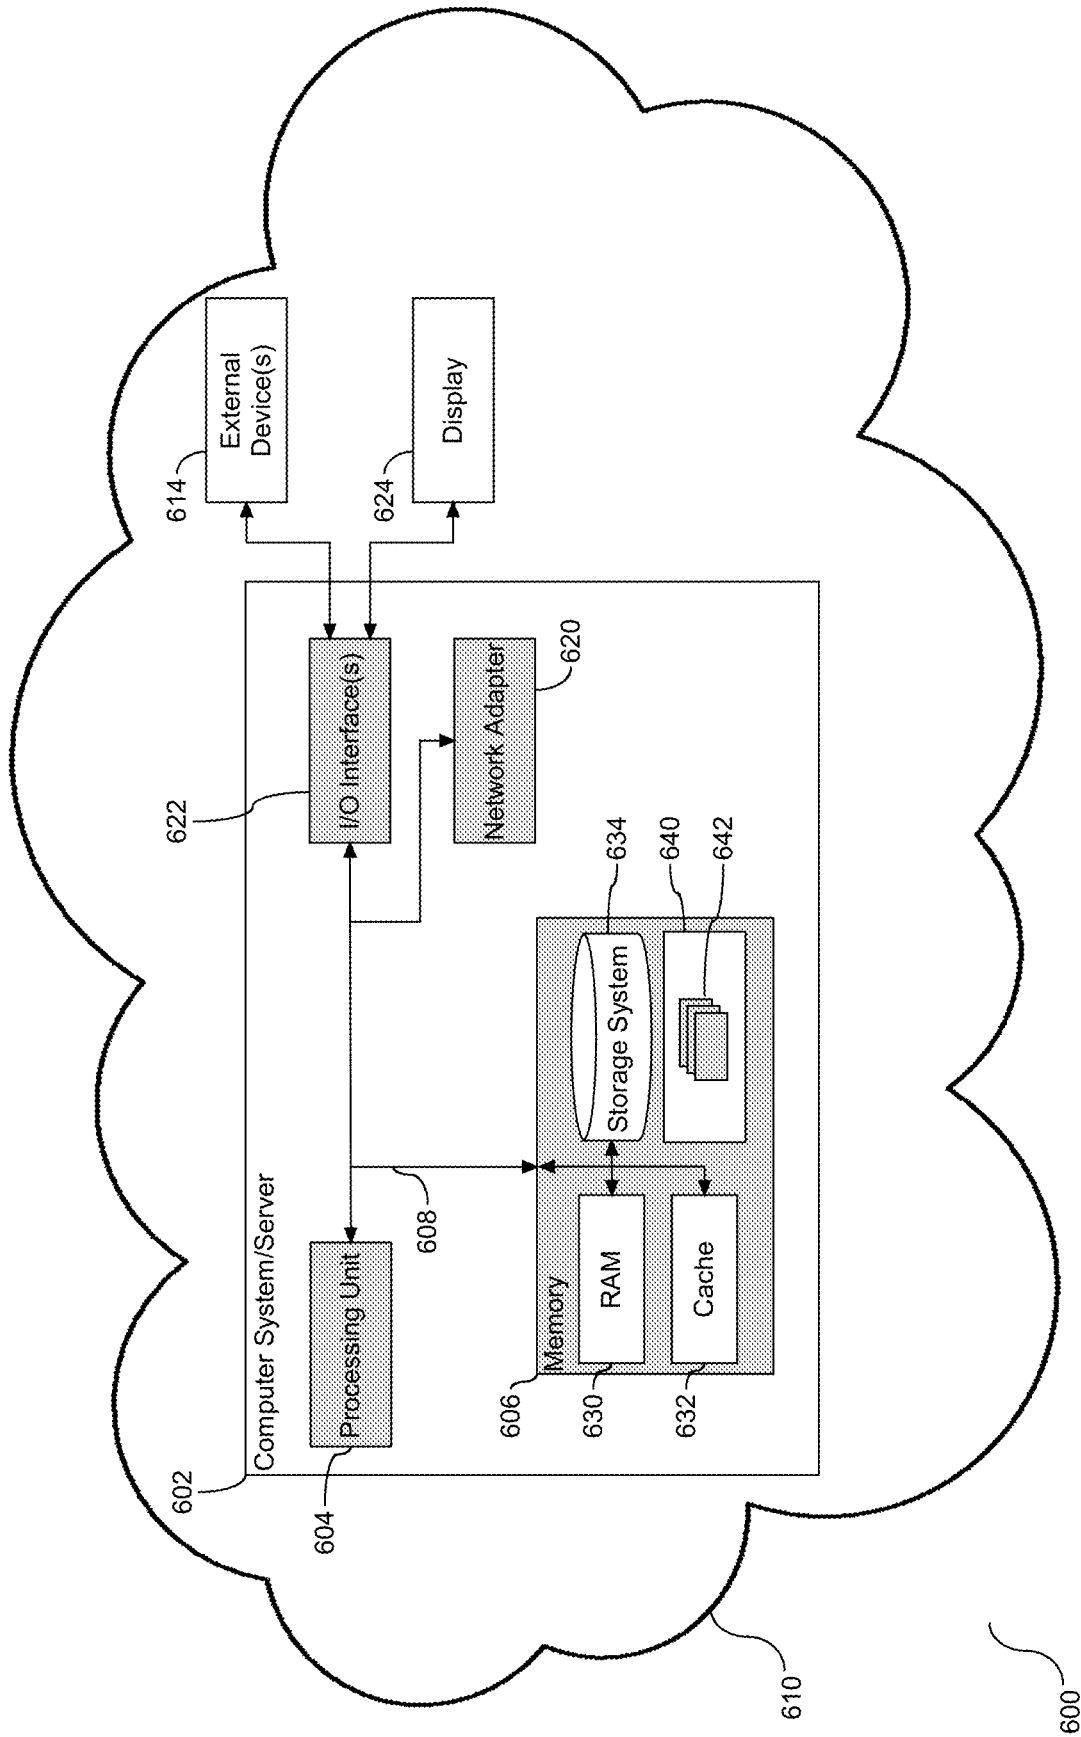 602
Computer System/Server
604
Processing Unit
608
622
I/O Interface(s)
614
External
Device(s)
624
Display
Network Adapter
620
606
Memory
630
RAM
Storage System
634
632
Cache
640
642
610
600